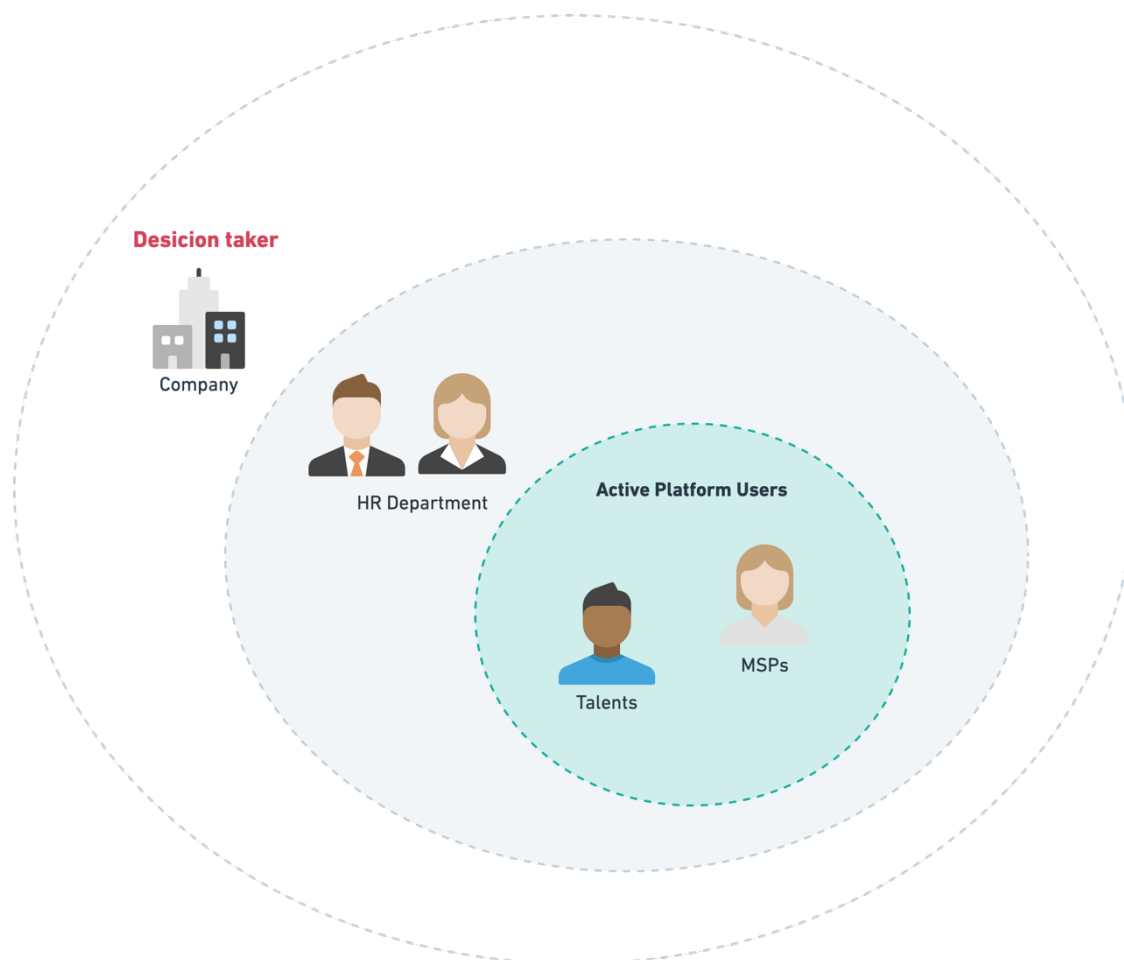 Desicion taker
Company
HR Department
Active Platform Users
MSPs
Talents